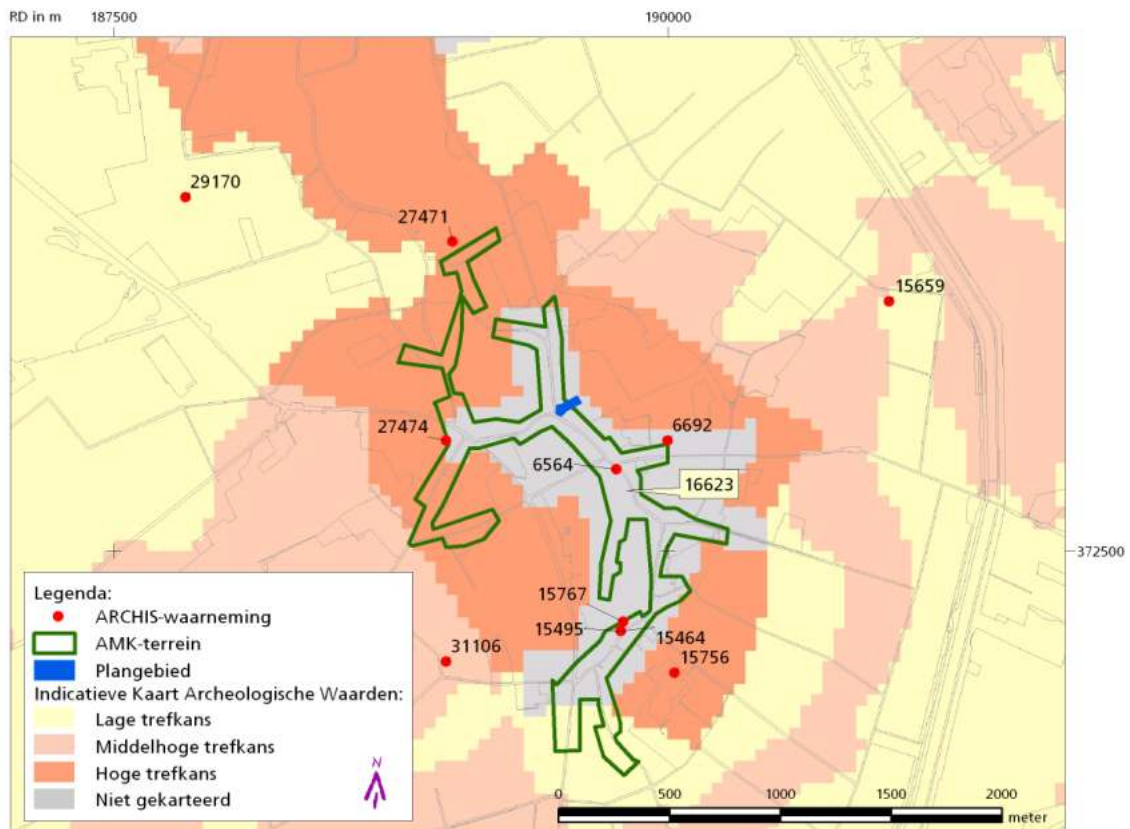 RD in m 187500 190000
29170
27471
15659
27474
6692
6564
16623
372500
15767
15495
15464
31106
15756
Legenda:
ARCHIS-waarneming
AMK-terrein
Plangebied
Indicatieve Kaart Archeologische Waarden:
Lage trefkans
Middelhoge trefkans
Hoge trefkans
Niet gekarteerd
N
0 500 1000 1500 2000
meter